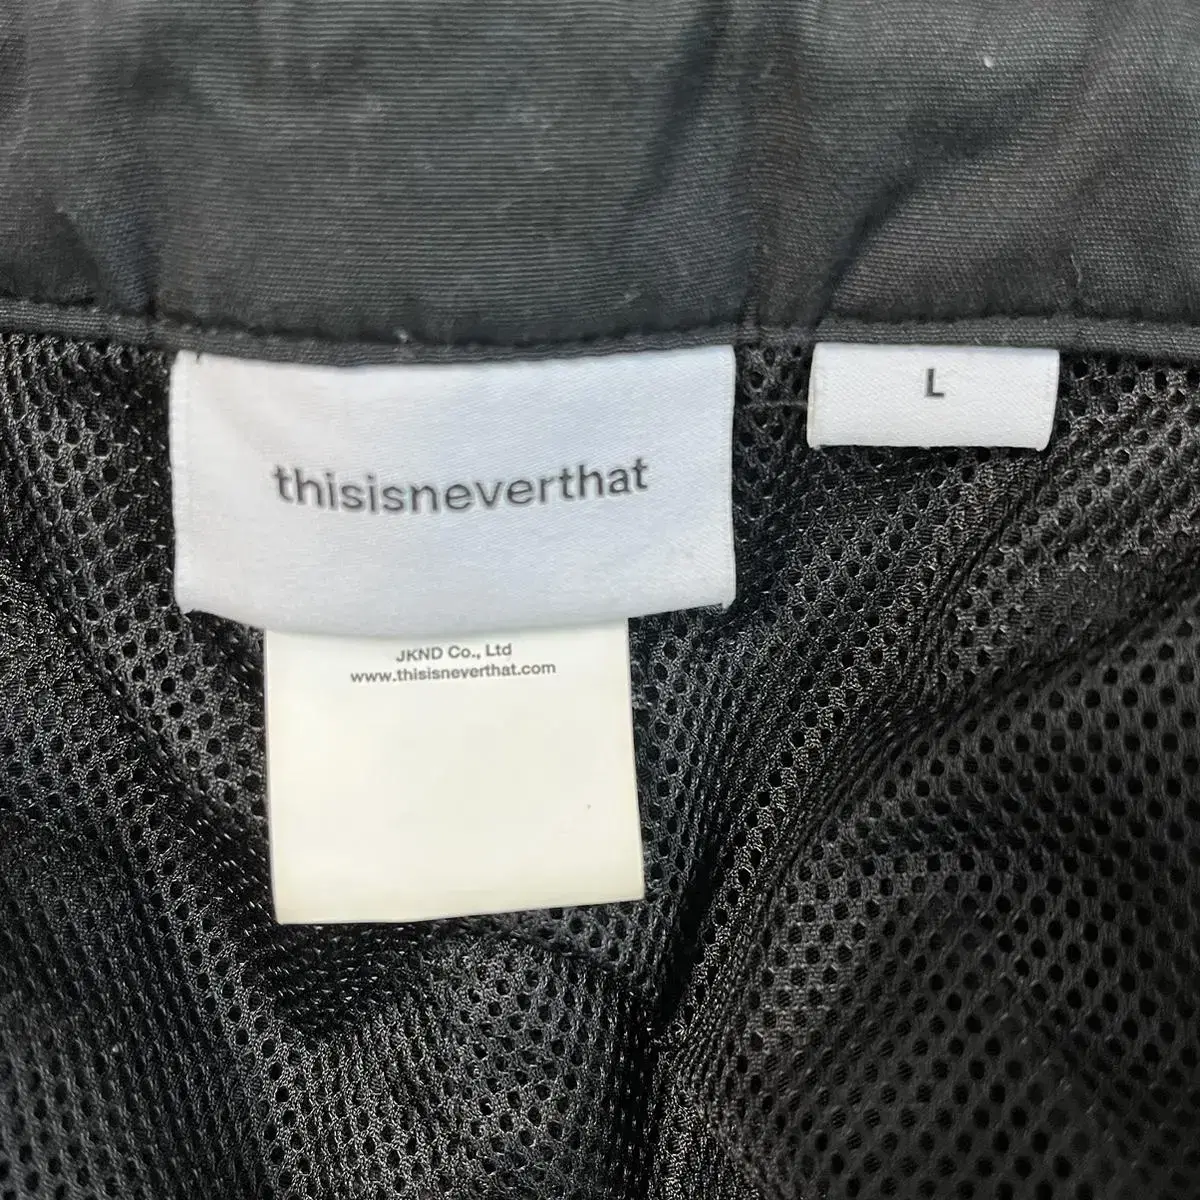 thisisneverthat
L
JKND Co., Ltd
www.thisisneverthat.com